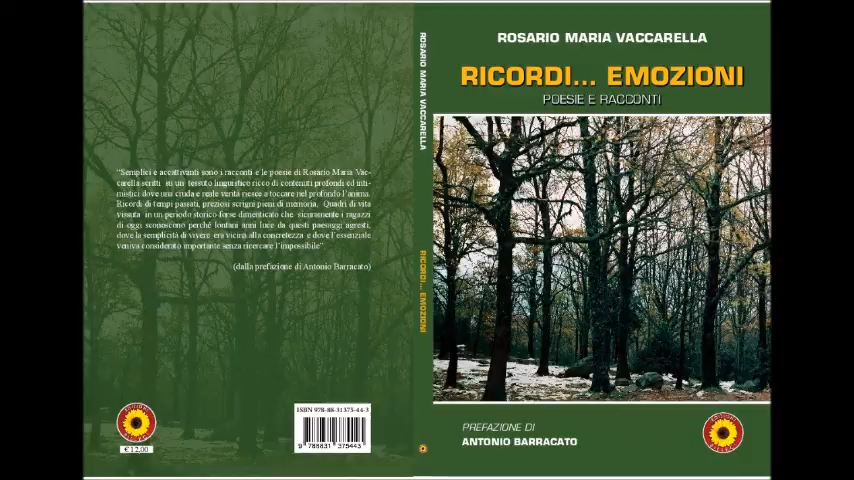 "Semplici e accattivanti sono i racconti e le poesie di Rosario Maria Vac-
carella scritti in un tessuto linguistico ricco di contenuti profondi ed inti-
mistici dove una cruda e reale verità riesce a toccare nel profondo l'anima.
Ricordi di tempi passati, preziosi scrigni pieni di memoria. Quadri di vita
vissuta in un periodo storico forse dimenticato che sicuramente i ragazzi
di oggi sconoscono perché lontani anni luce da questi paesaggi agresti,
dove la semplicità di vivere era vicina alla concretezza e dove l'essenziale
veniva considerato importante senza ricercare l'impossibile"
(dalla prefazione di Antonio Barracato)
€ 12,00
ISBN 978-88-31375-44-3
9 788831 375443
ROSARIO MARIA VACCARELLA
RICORDI... EMOZIONI
ROSARIO MARIA VACCARELLA
RICORDI... EMOZIONI
POESIE E RACCONTI
PREFAZIONE DI
ANTONIO BARRACATO